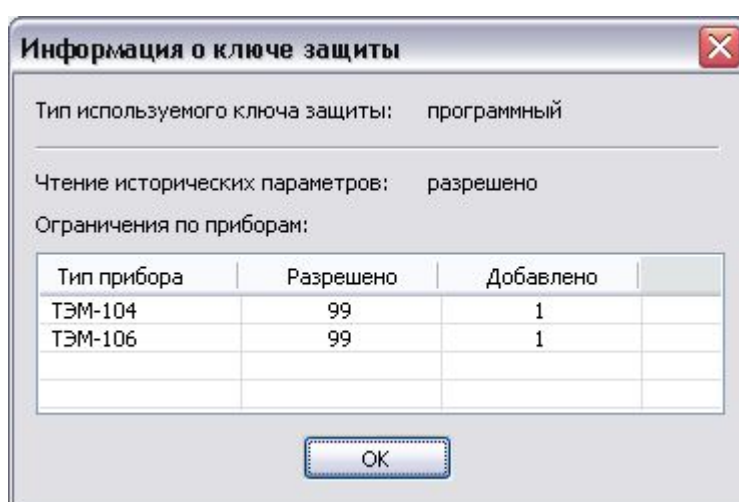 Информация о ключе защиты
Тип используемого ключа защиты: программный
Чтение исторических параметров: разрешено
Ограничения по приборам:
Тип прибора Разрешено Добавлено
ТЭМ-104 99 1
ТЭМ-106 99 1
OK